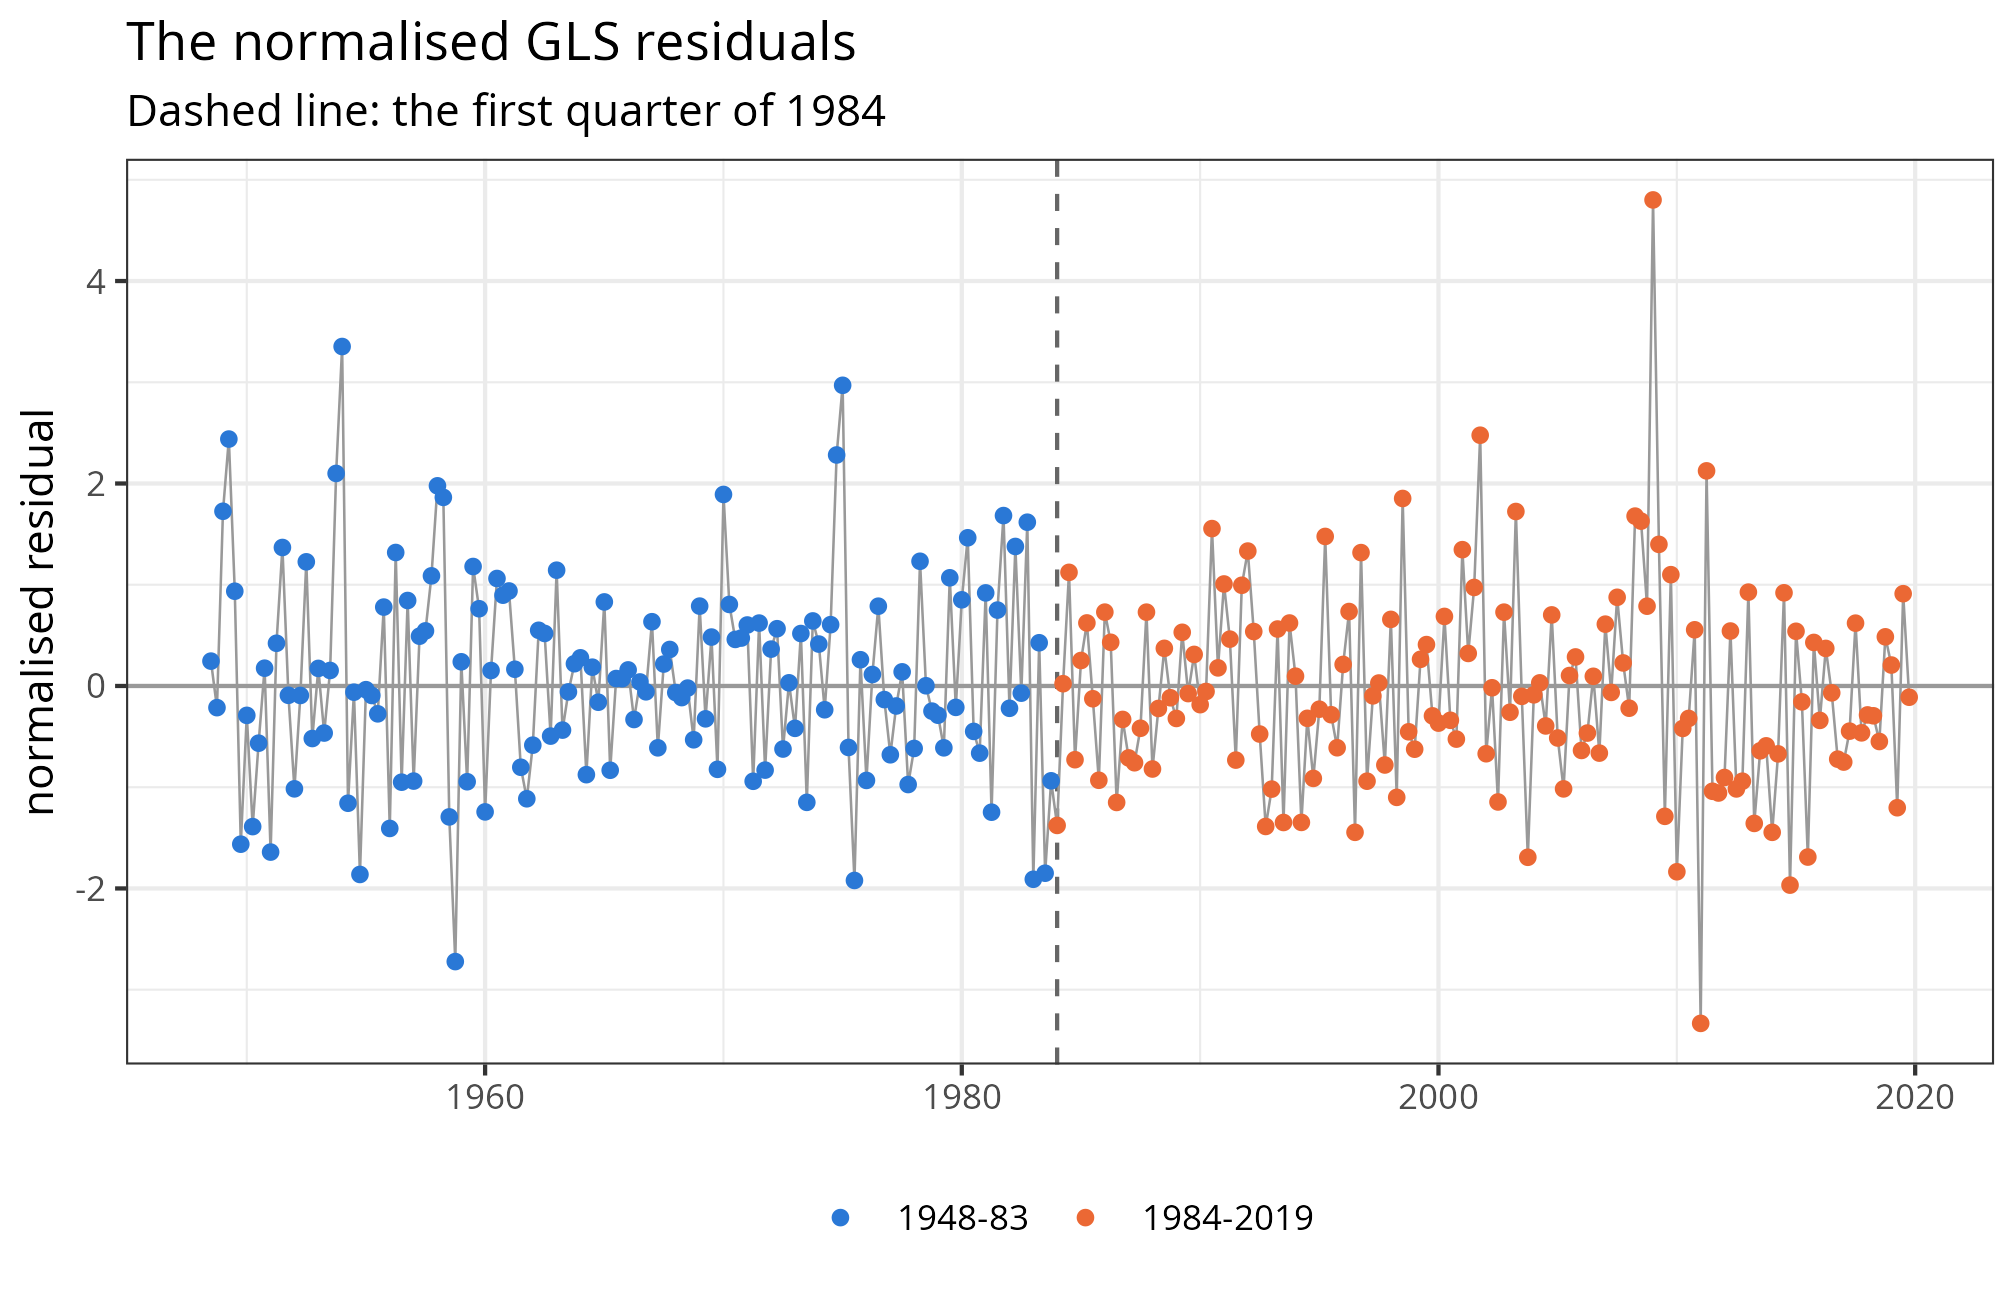 The normalised GLS residuals
Dashed line: the first quarter of 1984
normalised residual
4
2
0
-2
1960 1980 2000 2020
1948-83 1984-2019